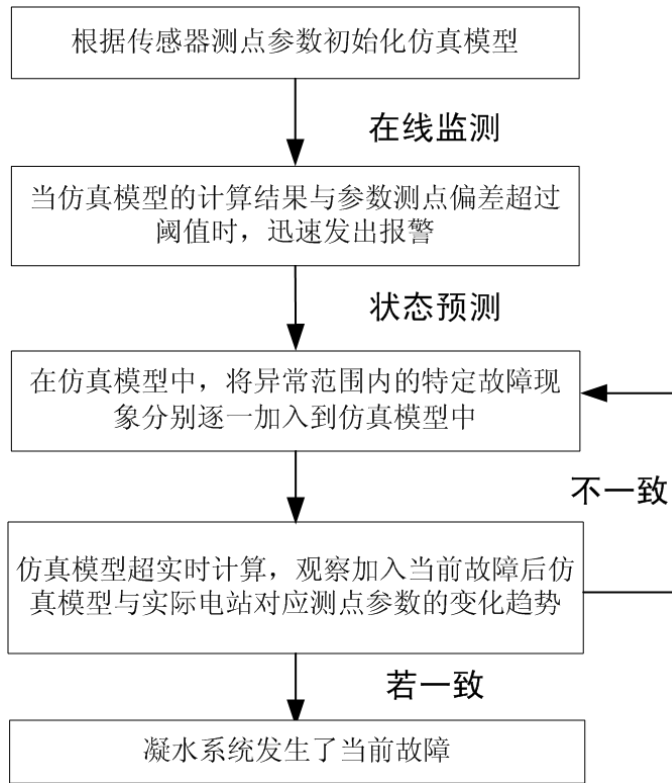 根据传感器测点参数初始化仿真模型
在线监测
当仿真模型的计算结果与参数测点偏差超过
阈值时，迅速发出报警
状态预测
在仿真模型中，将异常范围内的特定故障现
象分别逐一加入到仿真模型中
不一致
仿真模型超实时计算，观察加入当前故障后仿
真模型与实际电站对应测点参数的变化趋势
若一致
凝水系统发生了当前故障